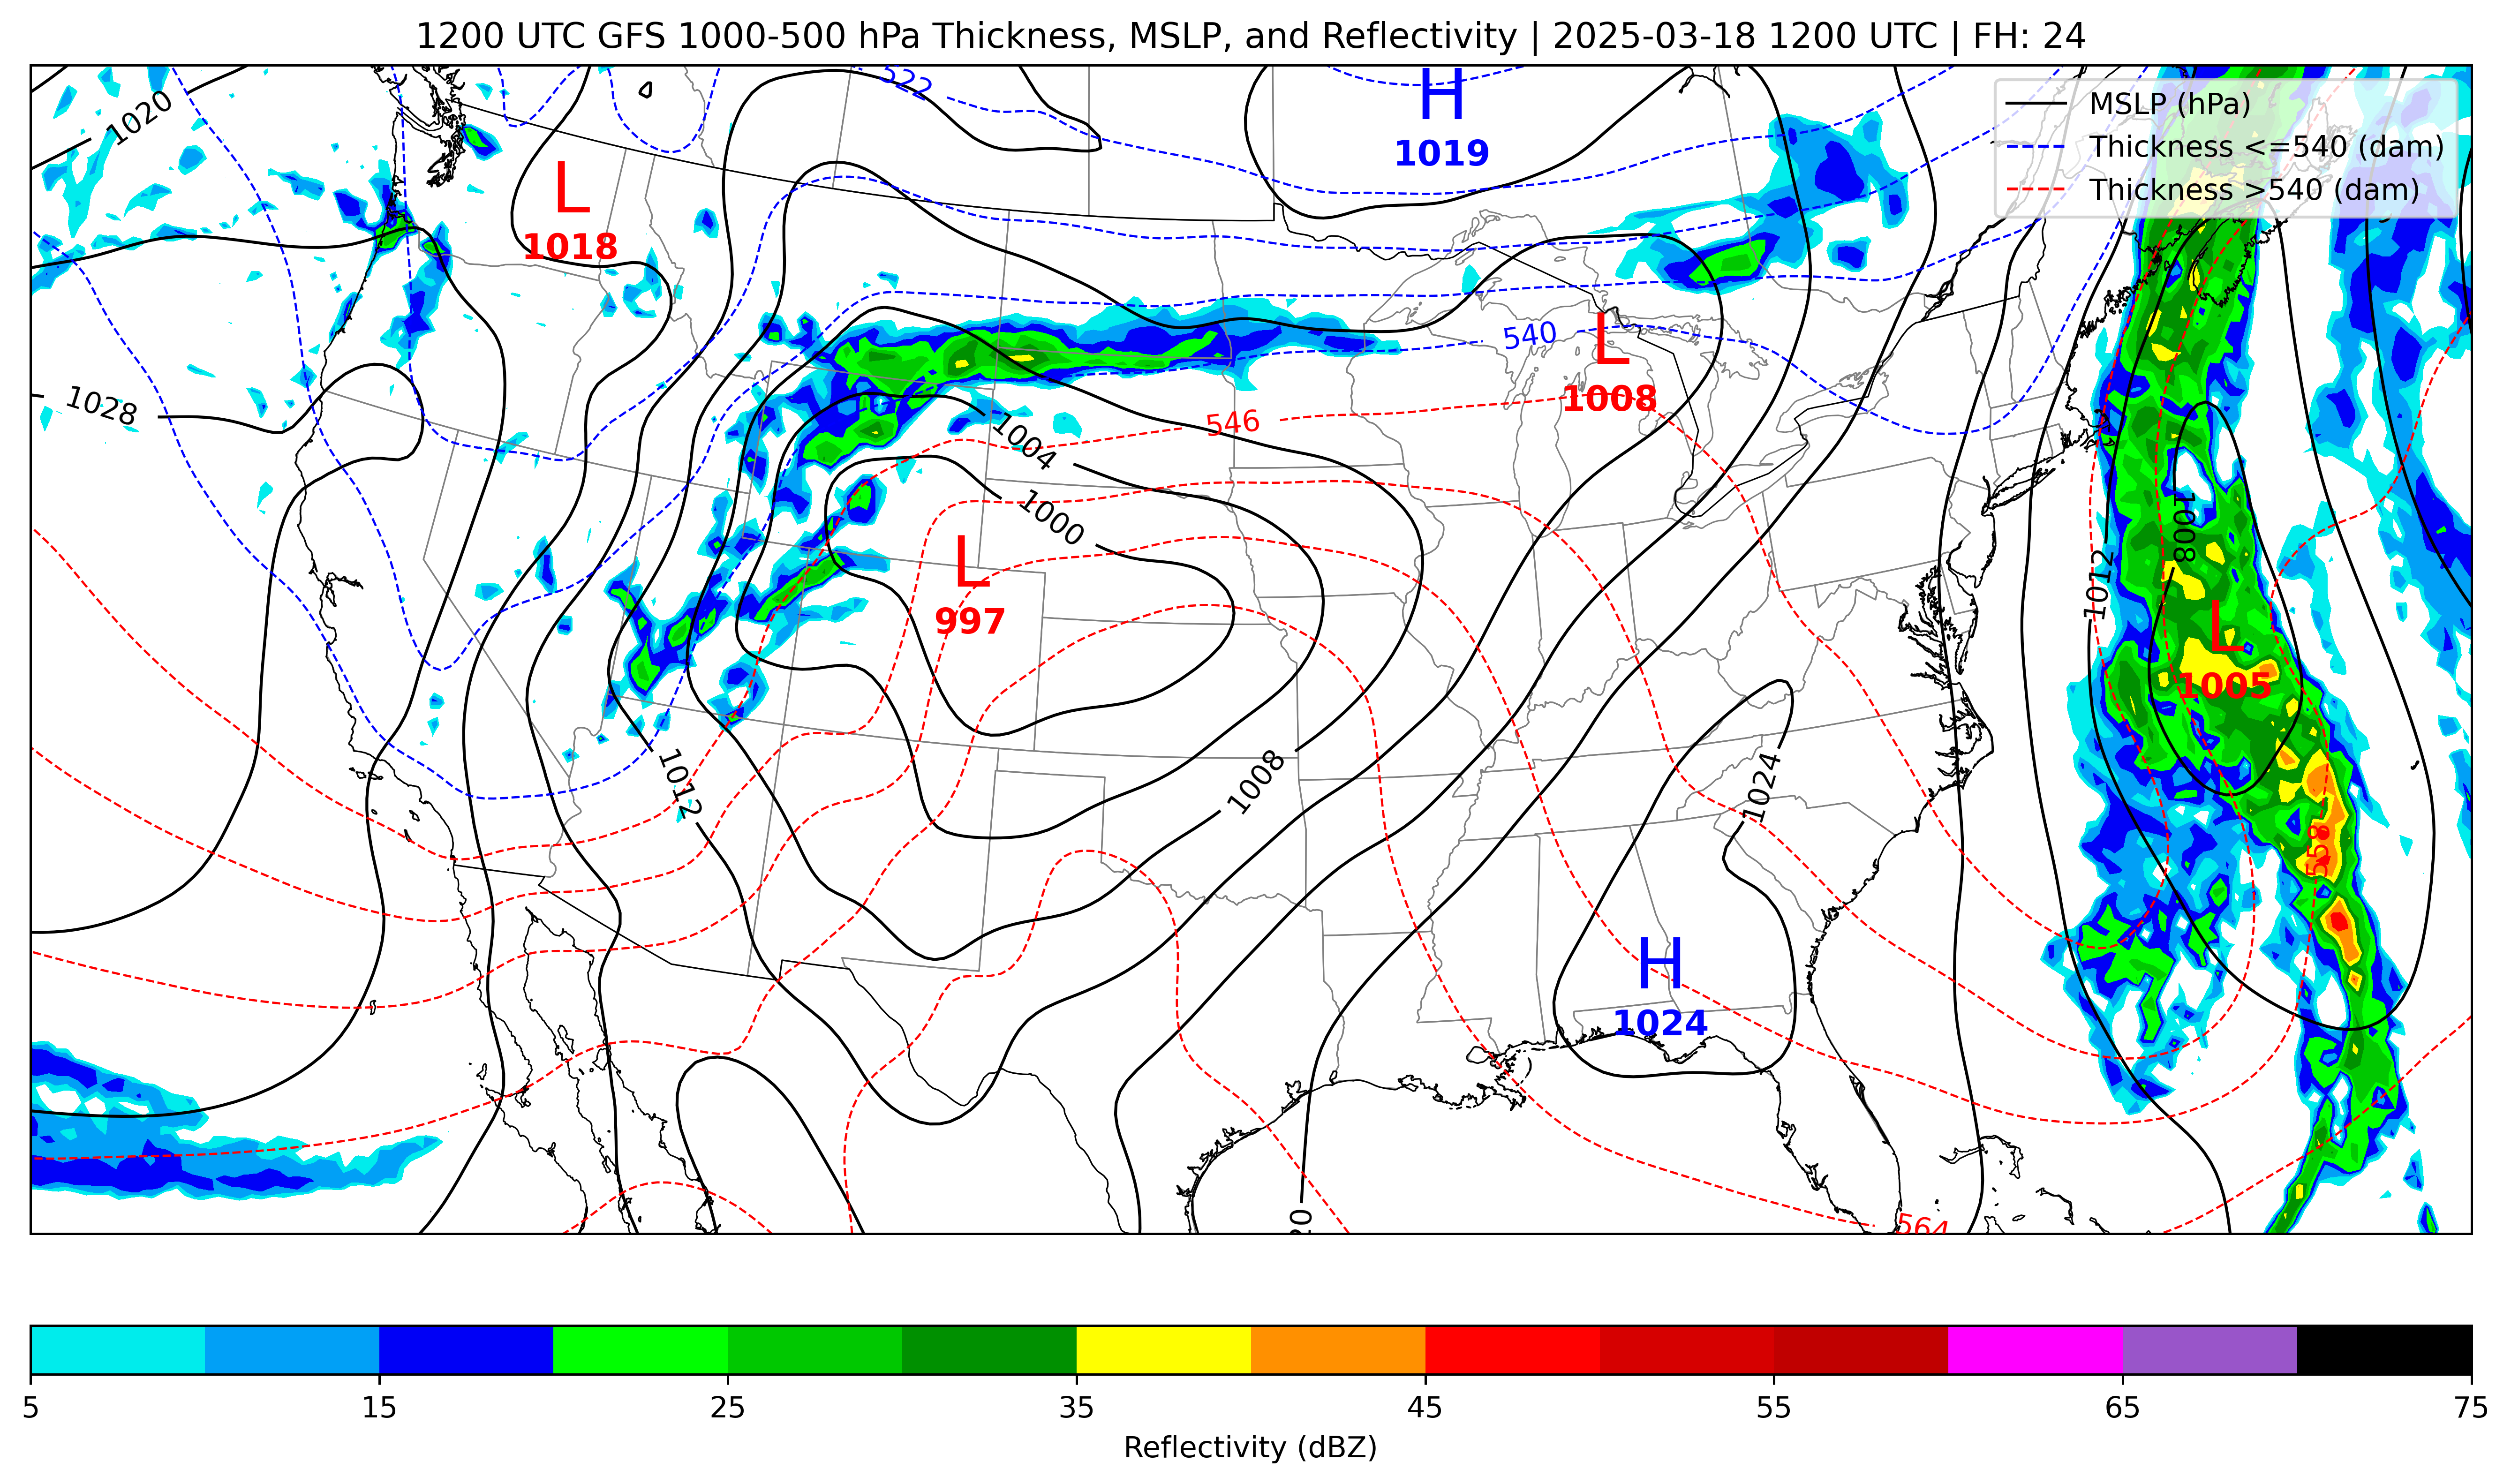 1200 UTC GFS 1000-500 hPa Thickness, MSLP, and Reflectivity | 2025-03-18 1200 UTC | FH: 24
MSLP (hPa)
Thickness <=540 (dam)
Thickness >540 (dam)
522
H
1019
1020
L
1018
540
L
1008
1028
546
1004
1000
1008
L
997
1012
L
1005
1012
1008
1024
558
H
1024
564
5 15 25 35 45 55 65 75
Reflectivity (dBZ)